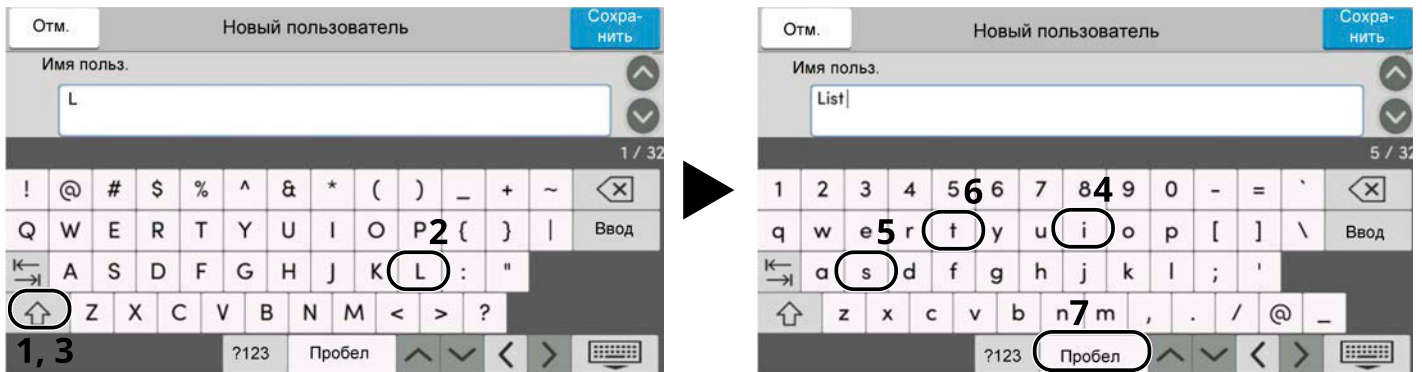 Отм.
Новый пользователь
Сохра-
нить
Имя польз.
L
1 / 32
! @ # $ % ^ & * ( ) _ + ~
Q W E R T Y U I O P 2 { } | Ввод
A S D F G H J K L : "
Z X C V B N M < > ?
1, 3
?123 Пробел
Отм.
Новый пользователь
Сохра-
нить
Имя польз.
List
5 / 32
1 2 3 4 5 6 6 7 8 4 9 0 - = `
q w e 5 r t y u i o p [ ] \ Ввод
a s d f g h j k l ; '
z x c v b n 7 m , . / @ _
?123 Пробел